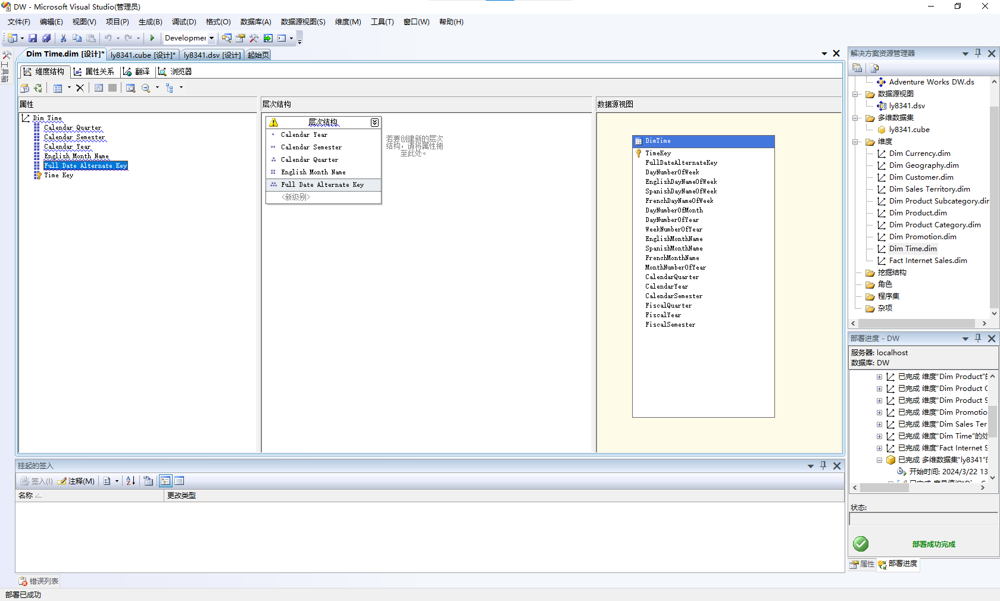 DW - Microsoft Visual Studio(管理员)
文件(F) 编辑(E) 视图(V) 项目(P) 生成(B) 调试(D) 格式(O) 数据库(A) 数据源视图(S) 维度(M) 工具(T) 窗口(W) 帮助(H)
Developmer
工具箱
Dim Time.dim [设计]* ly8341.cube [设计]* ly8341.dsv [设计] 起始页
维度结构 属性关系 翻译 浏览器
属性
Dim Time
Calendar Quarter
Calendar Semester
Calendar Year
English Month Name
Full Date Alternate Key
Time Key
层次结构
层次结构
Calendar Year
Calendar Semester
Calendar Quarter
English Month Name
Full Date Alternate Key
<新级别>
若要创建新的层次
结构，请将属性拖
至此处。
数据源视图
DimTime
TimeKey
FullDateAlternateKey
DayNumberOfWeek
EnglishDayNameOfWeek
SpanishDayNameOfWeek
FrenchDayNameOfWeek
DayNumberOfMonth
DayNumberOfYear
WeekNumberOfYear
EnglishMonthName
SpanishMonthName
FrenchMonthName
MonthNumberOfYear
CalendarQuarter
CalendarYear
CalendarSemester
FiscalQuarter
FiscalYear
FiscalSemester
解决方案资源管理器
Adventure Works DW.ds
数据源视图
ly8341.dsv
多维数据集
ly8341.cube
维度
Dim Currency.dim
Dim Geography.dim
Dim Customer.dim
Dim Sales Territory.dim
Dim Product Subcategory.dir
Dim Product.dim
Dim Product Category.dim
Dim Promotion.dim
Dim Time.dim
Fact Internet Sales.dim
挖掘结构
角色
程序集
杂项
部署进度 - DW
服务器: localhost
数据库: DW
已完成 维度“Dim Product”的
已完成 维度“Dim Product C
已完成 维度“Dim Product S
已完成 维度“Dim Promotio
已完成 维度“Dim Sales Ter
已完成 维度“Dim Time”的处
已完成 维度“Fact Internet S
已完成 多维数据集“ly8341”的
开始时间: 2024/3/22 13
状态:
部署成功完成
属性 部署进度
挂起的签入
签入(I) 注释(M)
名称 更改类型
错误列表
部署已成功